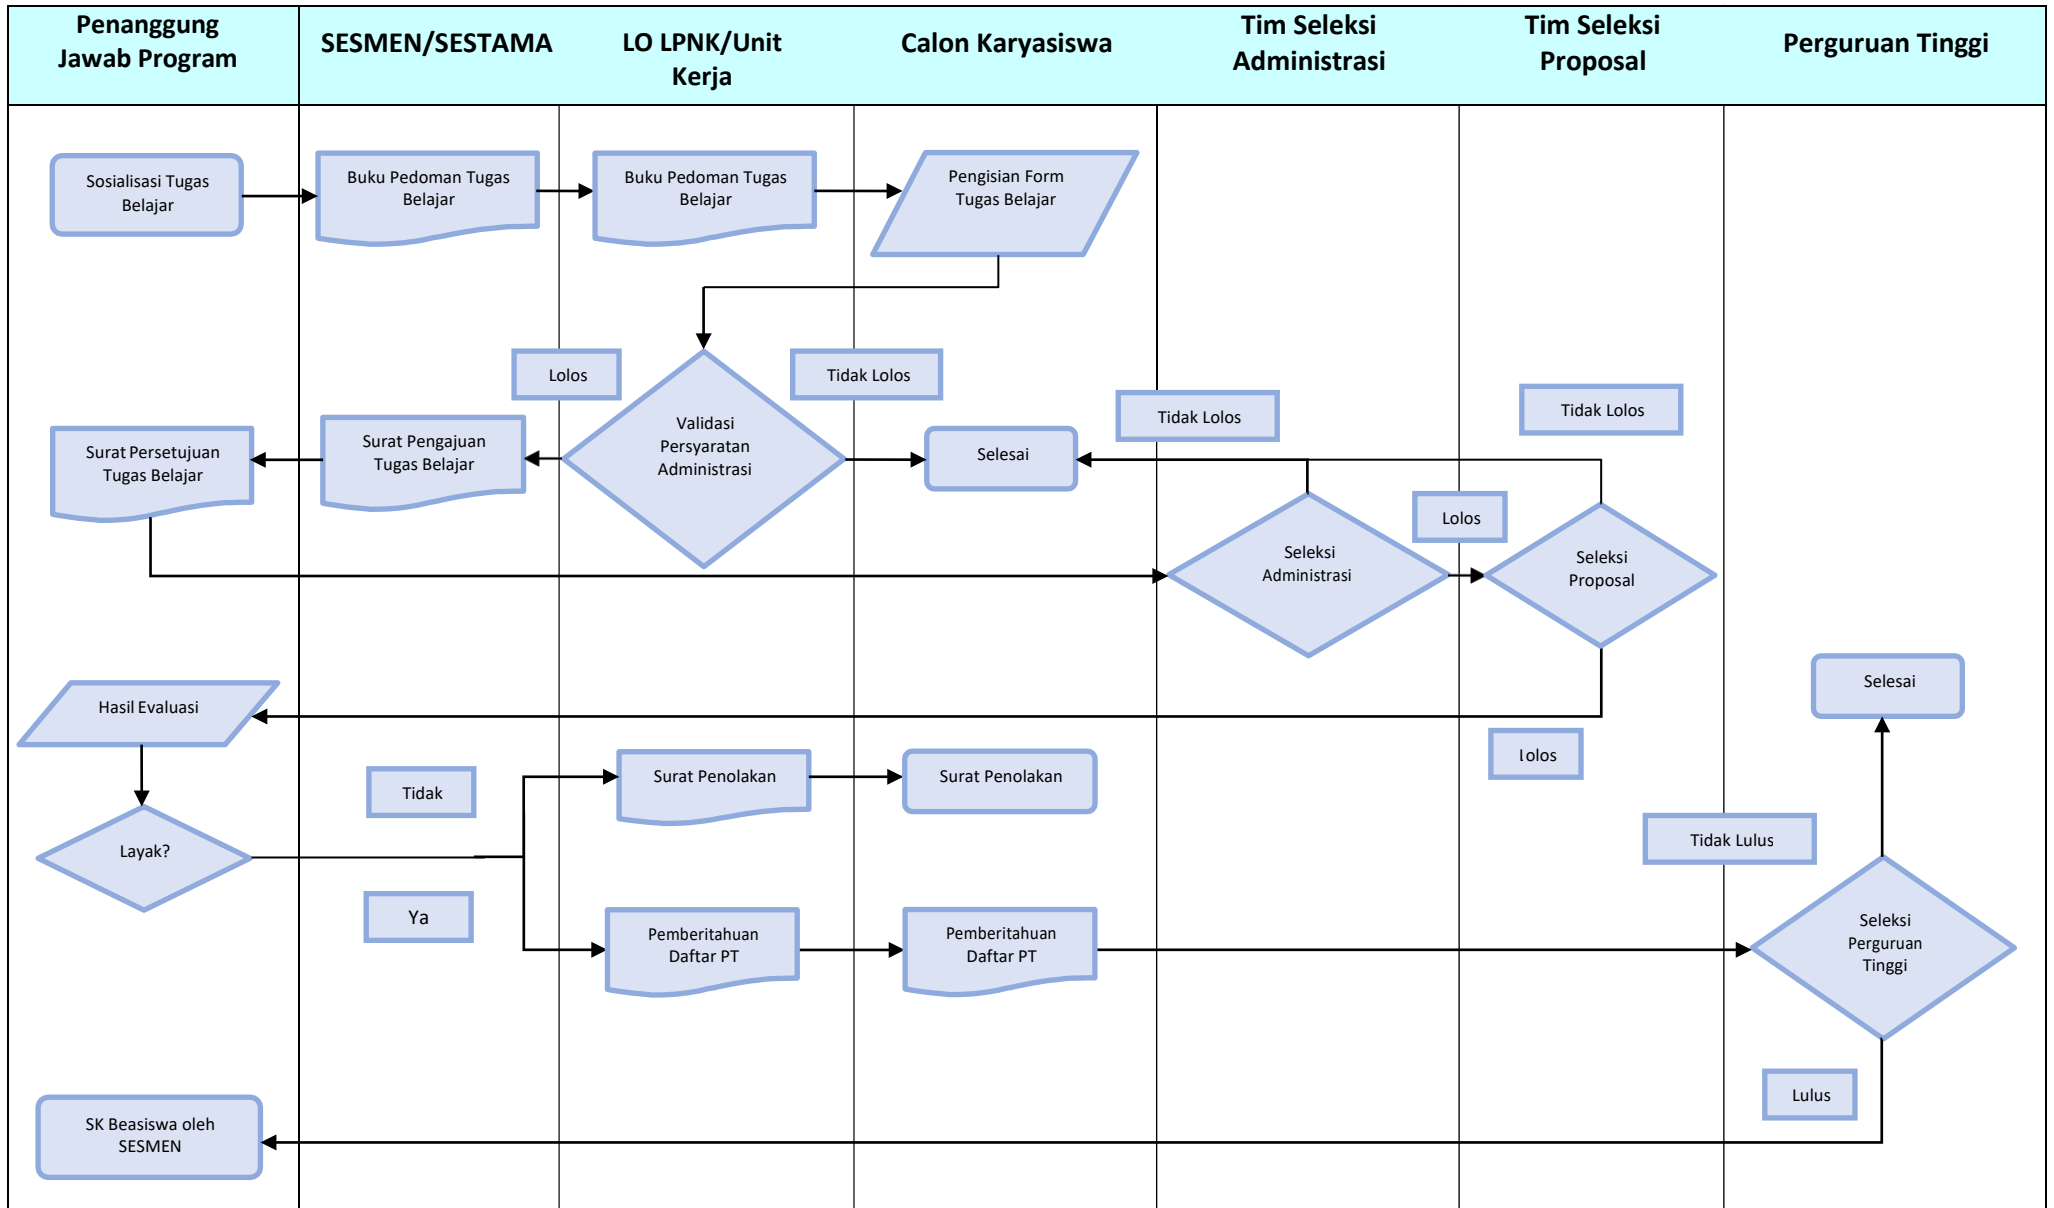 Penanggung
Jawab Program
SESMEN/SESTAMA
LO LPNK/Unit
Kerja
Calon Karyasiswa
Tim Seleksi
Administrasi
Tim Seleksi
Proposal
Perguruan Tinggi
Sosialisasi Tugas
Belajar
Buku Pedoman Tugas
Belajar
Buku Pedoman Tugas
Belajar
Pengisian Form
Tugas Belajar
Lolos
Tidak Lolos
Tidak Lolos
Tidak Lolos
Surat Persetujuan
Tugas Belajar
Surat Pengajuan
Tugas Belajar
Validasi
Persyaratan
Administrasi
Selesai
Lolos
Seleksi
Administrasi
Seleksi
Proposal
Selesai
Hasil Evaluasi
Lolos
Tidak
Surat Penolakan
Surat Penolakan
Layak?
Tidak Lulus
Ya
Pemberitahuan
Daftar PT
Pemberitahuan
Daftar PT
Seleksi
Perguruan
Tinggi
Lulus
SK Beasiswa oleh
SESMEN